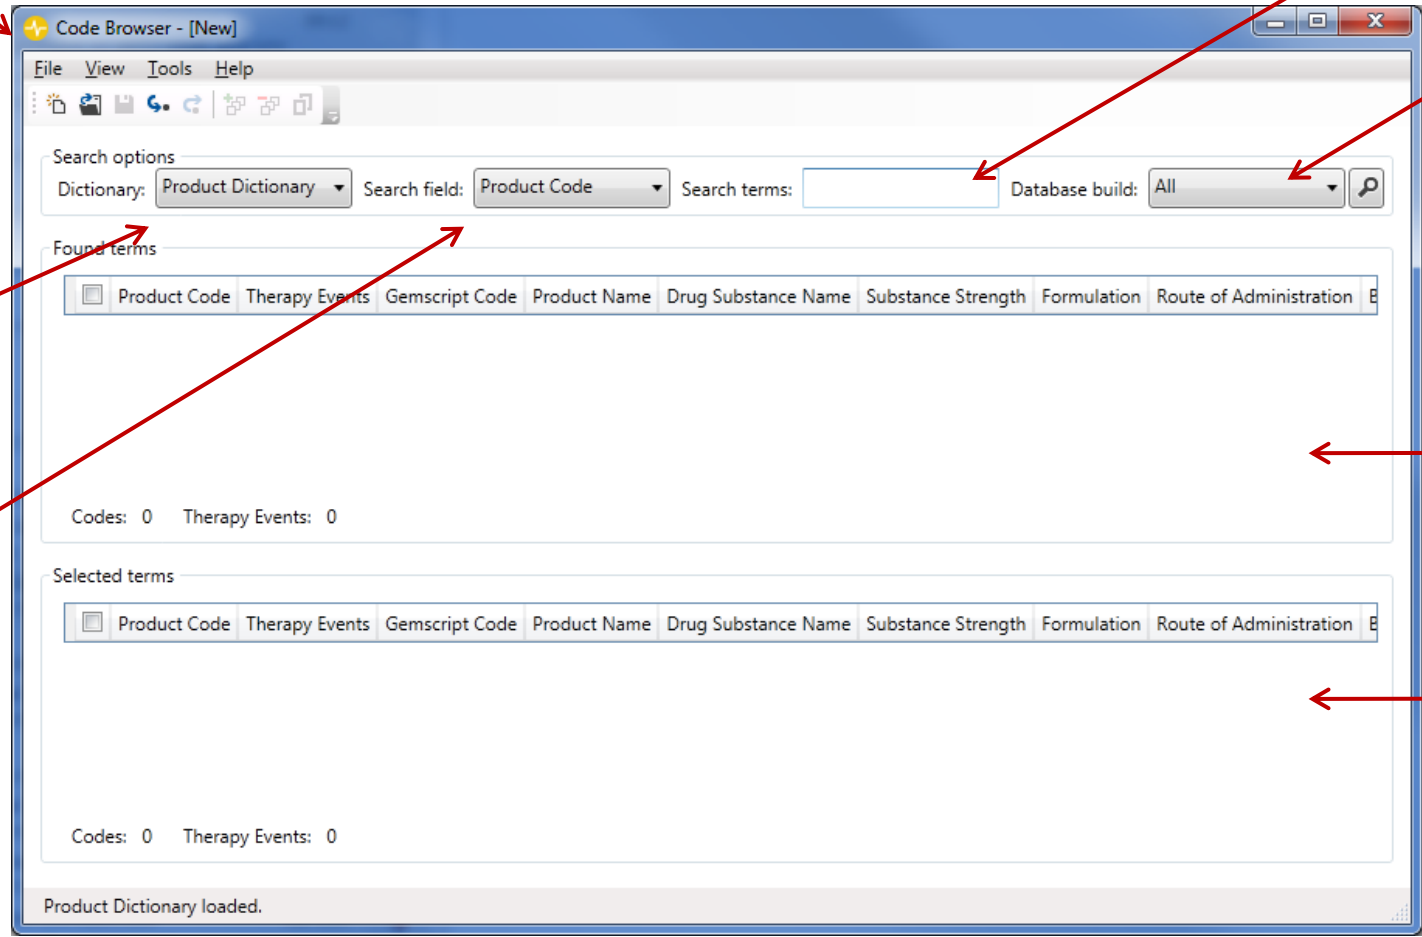 Code Browser - [New]
File View Tools Help
Search options
Dictionary: Product Dictionary Search field: Product Code Search terms: Database build: All
Found terms
Product Code Therapy Events Gemscript Code Product Name Drug Substance Name Substance Strength Formulation Route of Administration
Codes: 0 Therapy Events: 0
Selected terms
Product Code Therapy Events Gemscript Code Product Name Drug Substance Name Substance Strength Formulation Route of Administration
Codes: 0 Therapy Events: 0
Product Dictionary loaded.